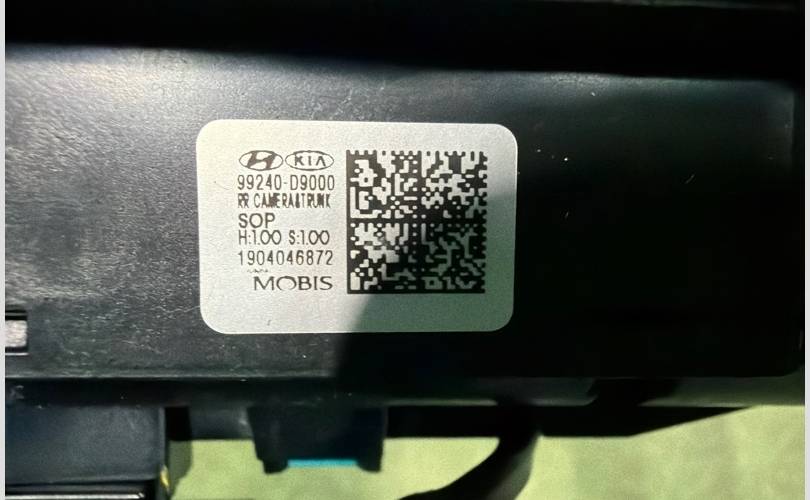 KIA
99240-D9000
RR CAMERA&TRUNK
SOP
H:1.00 S:1.00
1904046872
MOBIS